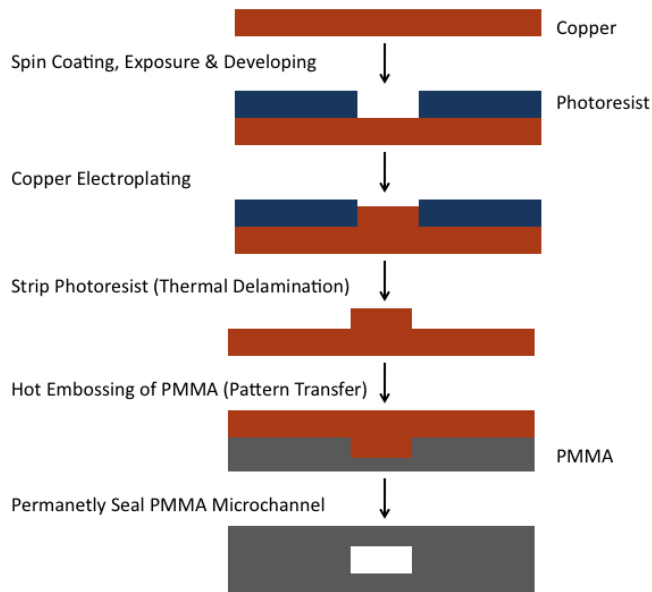 Copper
Spin Coating, Exposure & Developing
Photoresist
Copper Electroplating
Strip Photoresist (Thermal Delamination)
Hot Embossing of PMMA (Pattern Transfer)
PMMA
Permanetly Seal PMMA Microchannel